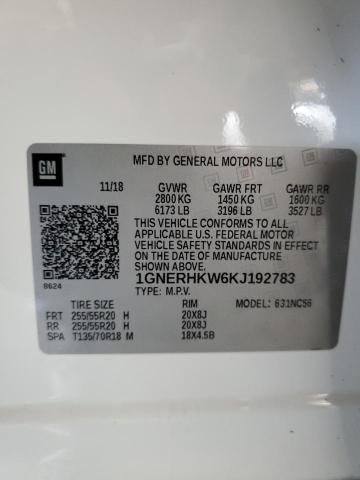 GM
MFD BY GENERAL MOTORS LLC
11/18 GVWR GAWR FRT GAWR RR
2800 KG 1450 KG 1600 KG
6173 LB 3196 LB 3527 LB
THIS VEHICLE CONFORMS TO ALL
APPLICABLE U.S. FEDERAL MOTOR
VEHICLE SAFETY STANDARDS IN EFFECT
ON THE DATE OF MANUFACTURE
SHOWN ABOVE.
8624
1GNERHKW6KJ192783
TYPE: M.P.V. MODEL: 631NC56
TIRE SIZE RIM
FRT 255/55R20 H 20X8J
RR 255/55R20 H 20X8J
SPA T135/70R18 M 18X4.5B